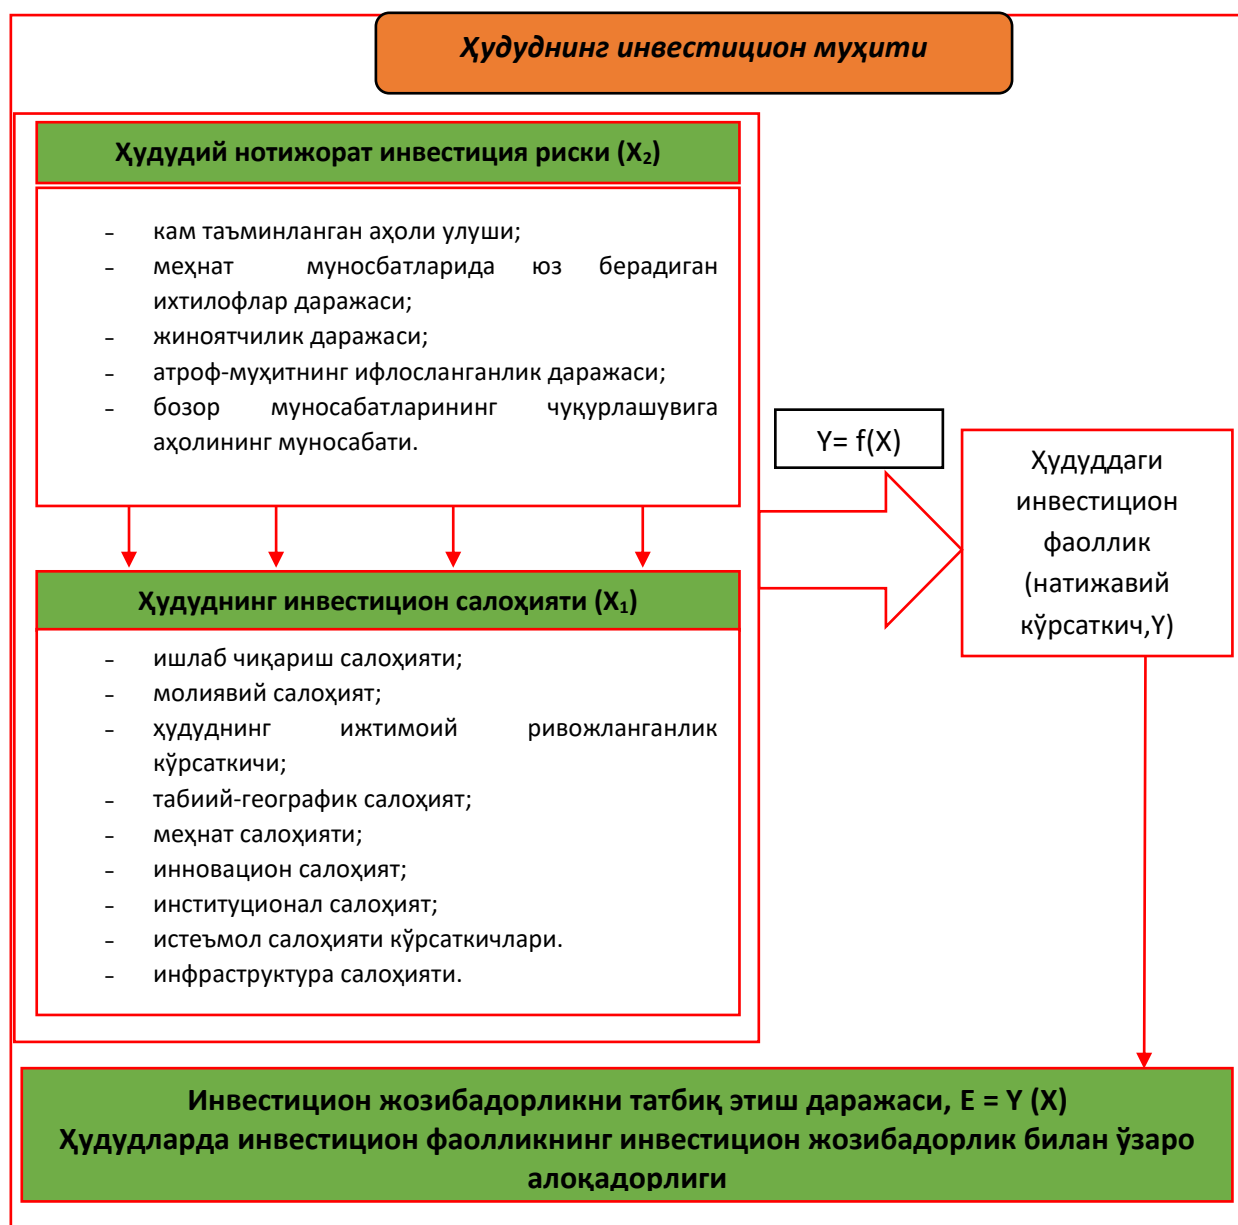 Ҳудуднинг инвестицион муҳити
Ҳудудий нотижорат инвестиция риски (X₂)
- кам таъминланган аҳоли улуши;
- меҳнат муносбатларида юз берадиган
ихтилофлар даражаси;
- жиноятчилик даражаси;
- атроф-муҳитнинг ифлосланганлик даражаси;
- бозор муносабатларининг чуқурлашувига
аҳолининг муносабати.
Ҳудуднинг инвестицион салоҳияти (X₁)
- ишлаб чиқариш салоҳияти;
- молиявий салоҳият;
- ҳудуднинг ижтимоий ривожланганлик
кўрсаткичи;
- табиий-географик салоҳият;
- меҳнат салоҳияти;
- инновацион салоҳият;
- институционал салоҳият;
- истеъмол салоҳияти кўрсаткичлари.
- инфраструктура салоҳияти.
Y= f(X)
Ҳудуддаги
инвестицион
фаоллик
(натижавий
кўрсаткич,Y)
Инвестицион жозибадорликни татбиқ этиш даражаси, E = Y (X)
Ҳудудларда инвестицион фаолликнинг инвестицион жозибадорлик билан ўзаро
алоқадорлиги